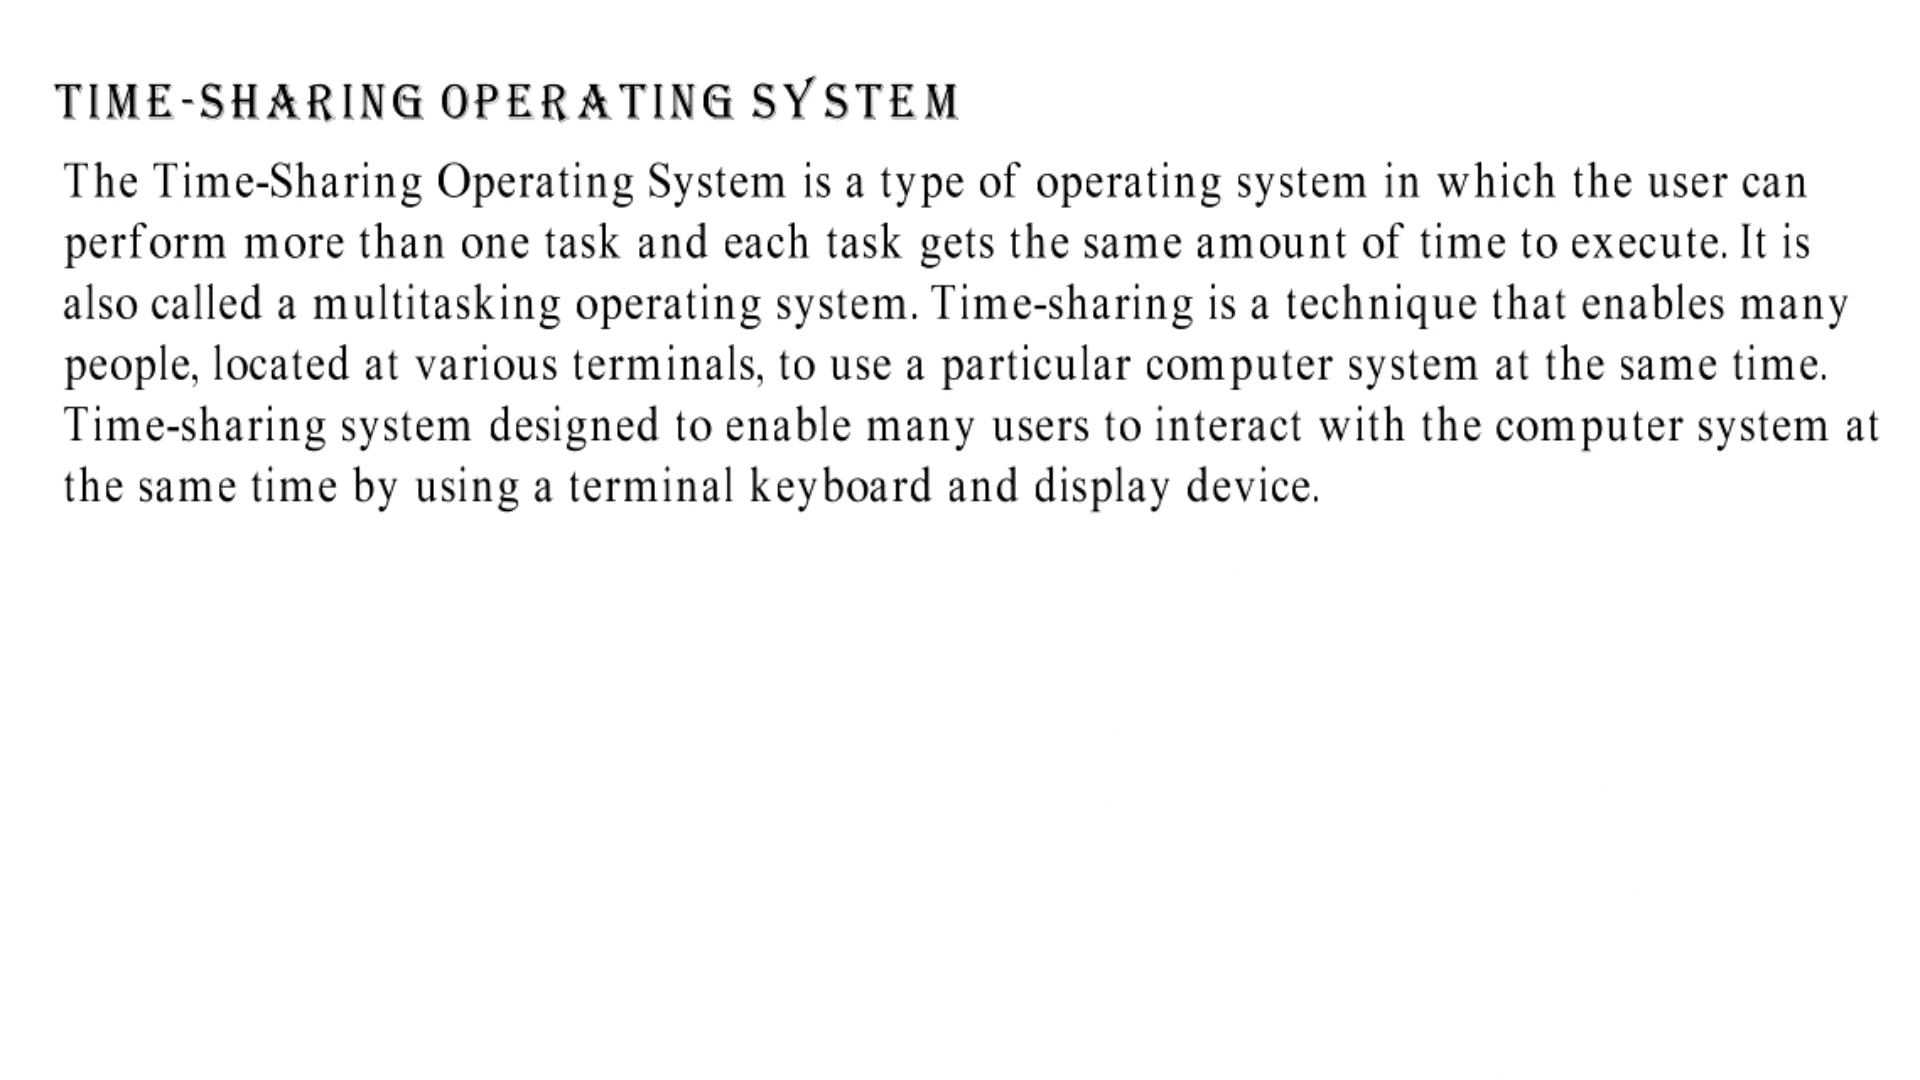 TIME-SHARING OPERATING SYSTEM
The Time-Sharing Operating System is a type of operating system in which the user can
perform more than one task and each task gets the same amount of time to execute. It is
also called a multitasking operating system. Time-sharing is a technique that enables many
people, located at various terminals, to use a particular computer system at the same time.
Time-sharing system designed to enable many users to interact with the computer system at
the same time by using a terminal keyboard and display device.